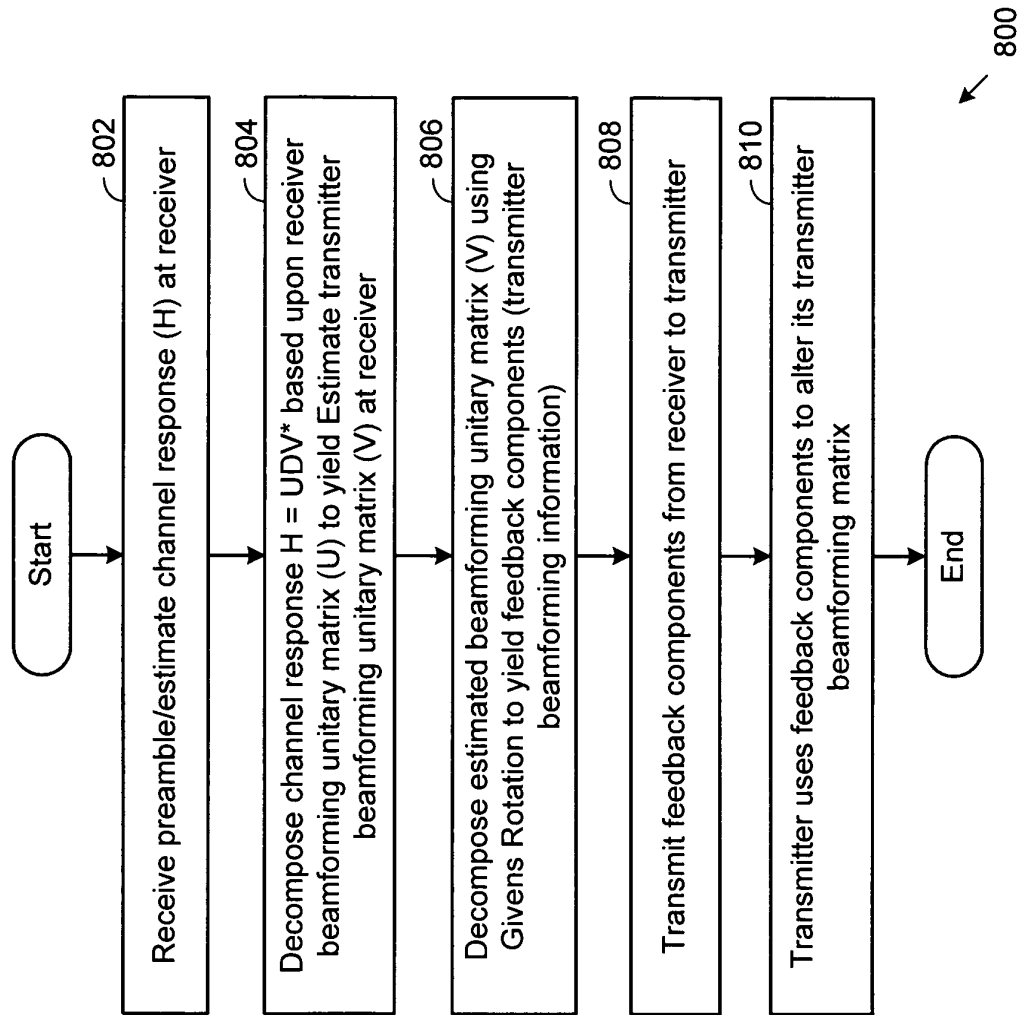 Start
802
Receive preamble/estimate channel response (H) at receiver
804
Decompose channel response H = UDV* based upon receiver
beamforming unitary matrix (U) to yield Estimate transmitter
beamforming unitary matrix (V) at receiver
806
Decompose estimated beamforming unitary matrix (V) using
Givens Rotation to yield feedback components (transmitter
beamforming information)
808
Transmit feedback components from receiver to transmitter
810
Transmitter uses feedback components to alter its transmitter
beamforming matrix
End
800